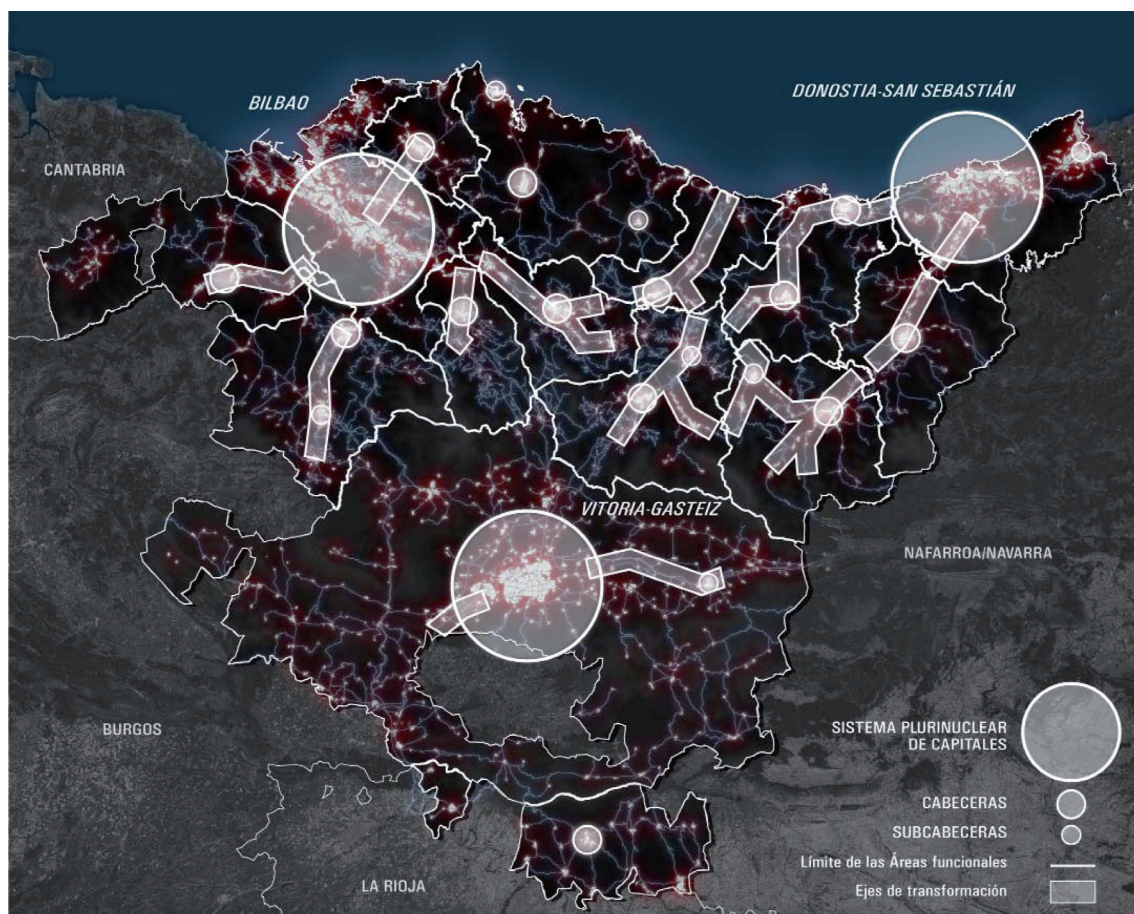 BILBAO
DONOSTIA-SAN SEBASTIÁN
CANTABRIA
VITORIA-GASTEIZ
NAFARROA/NAVARRA
BURGOS
LA RIOJA
SISTEMA PLURINUCLEAR
DE CAPITALES
CABECERAS
SUBCABECERAS
Límite de las Áreas funcionales
Ejes de transformación